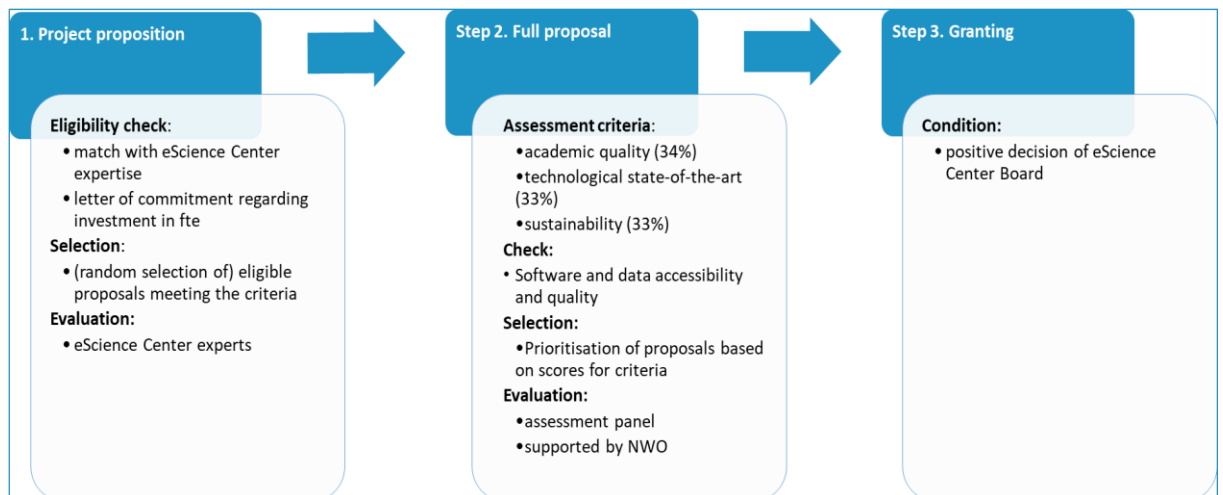 1. Project proposition
Eligibility check:
•match with eScience Center
expertise
•letter of commitment regarding
investment in fte
Selection:
•(random selection of) eligible
proposals meeting the criteria
Evaluation:
•eScience Center experts
Step 2. Full proposal
Assessment criteria:
•academic quality (34%)
•technological state-of-the-art
(33%)
•sustainability (33%)
Check:
• Software and data accessibility
and quality
Selection:
•Prioritisation of proposals based
on scores for criteria
Evaluation:
•assessment panel
•supported by NWO
Step 3. Granting
Condition:
•positive decision of eScience
Center Board